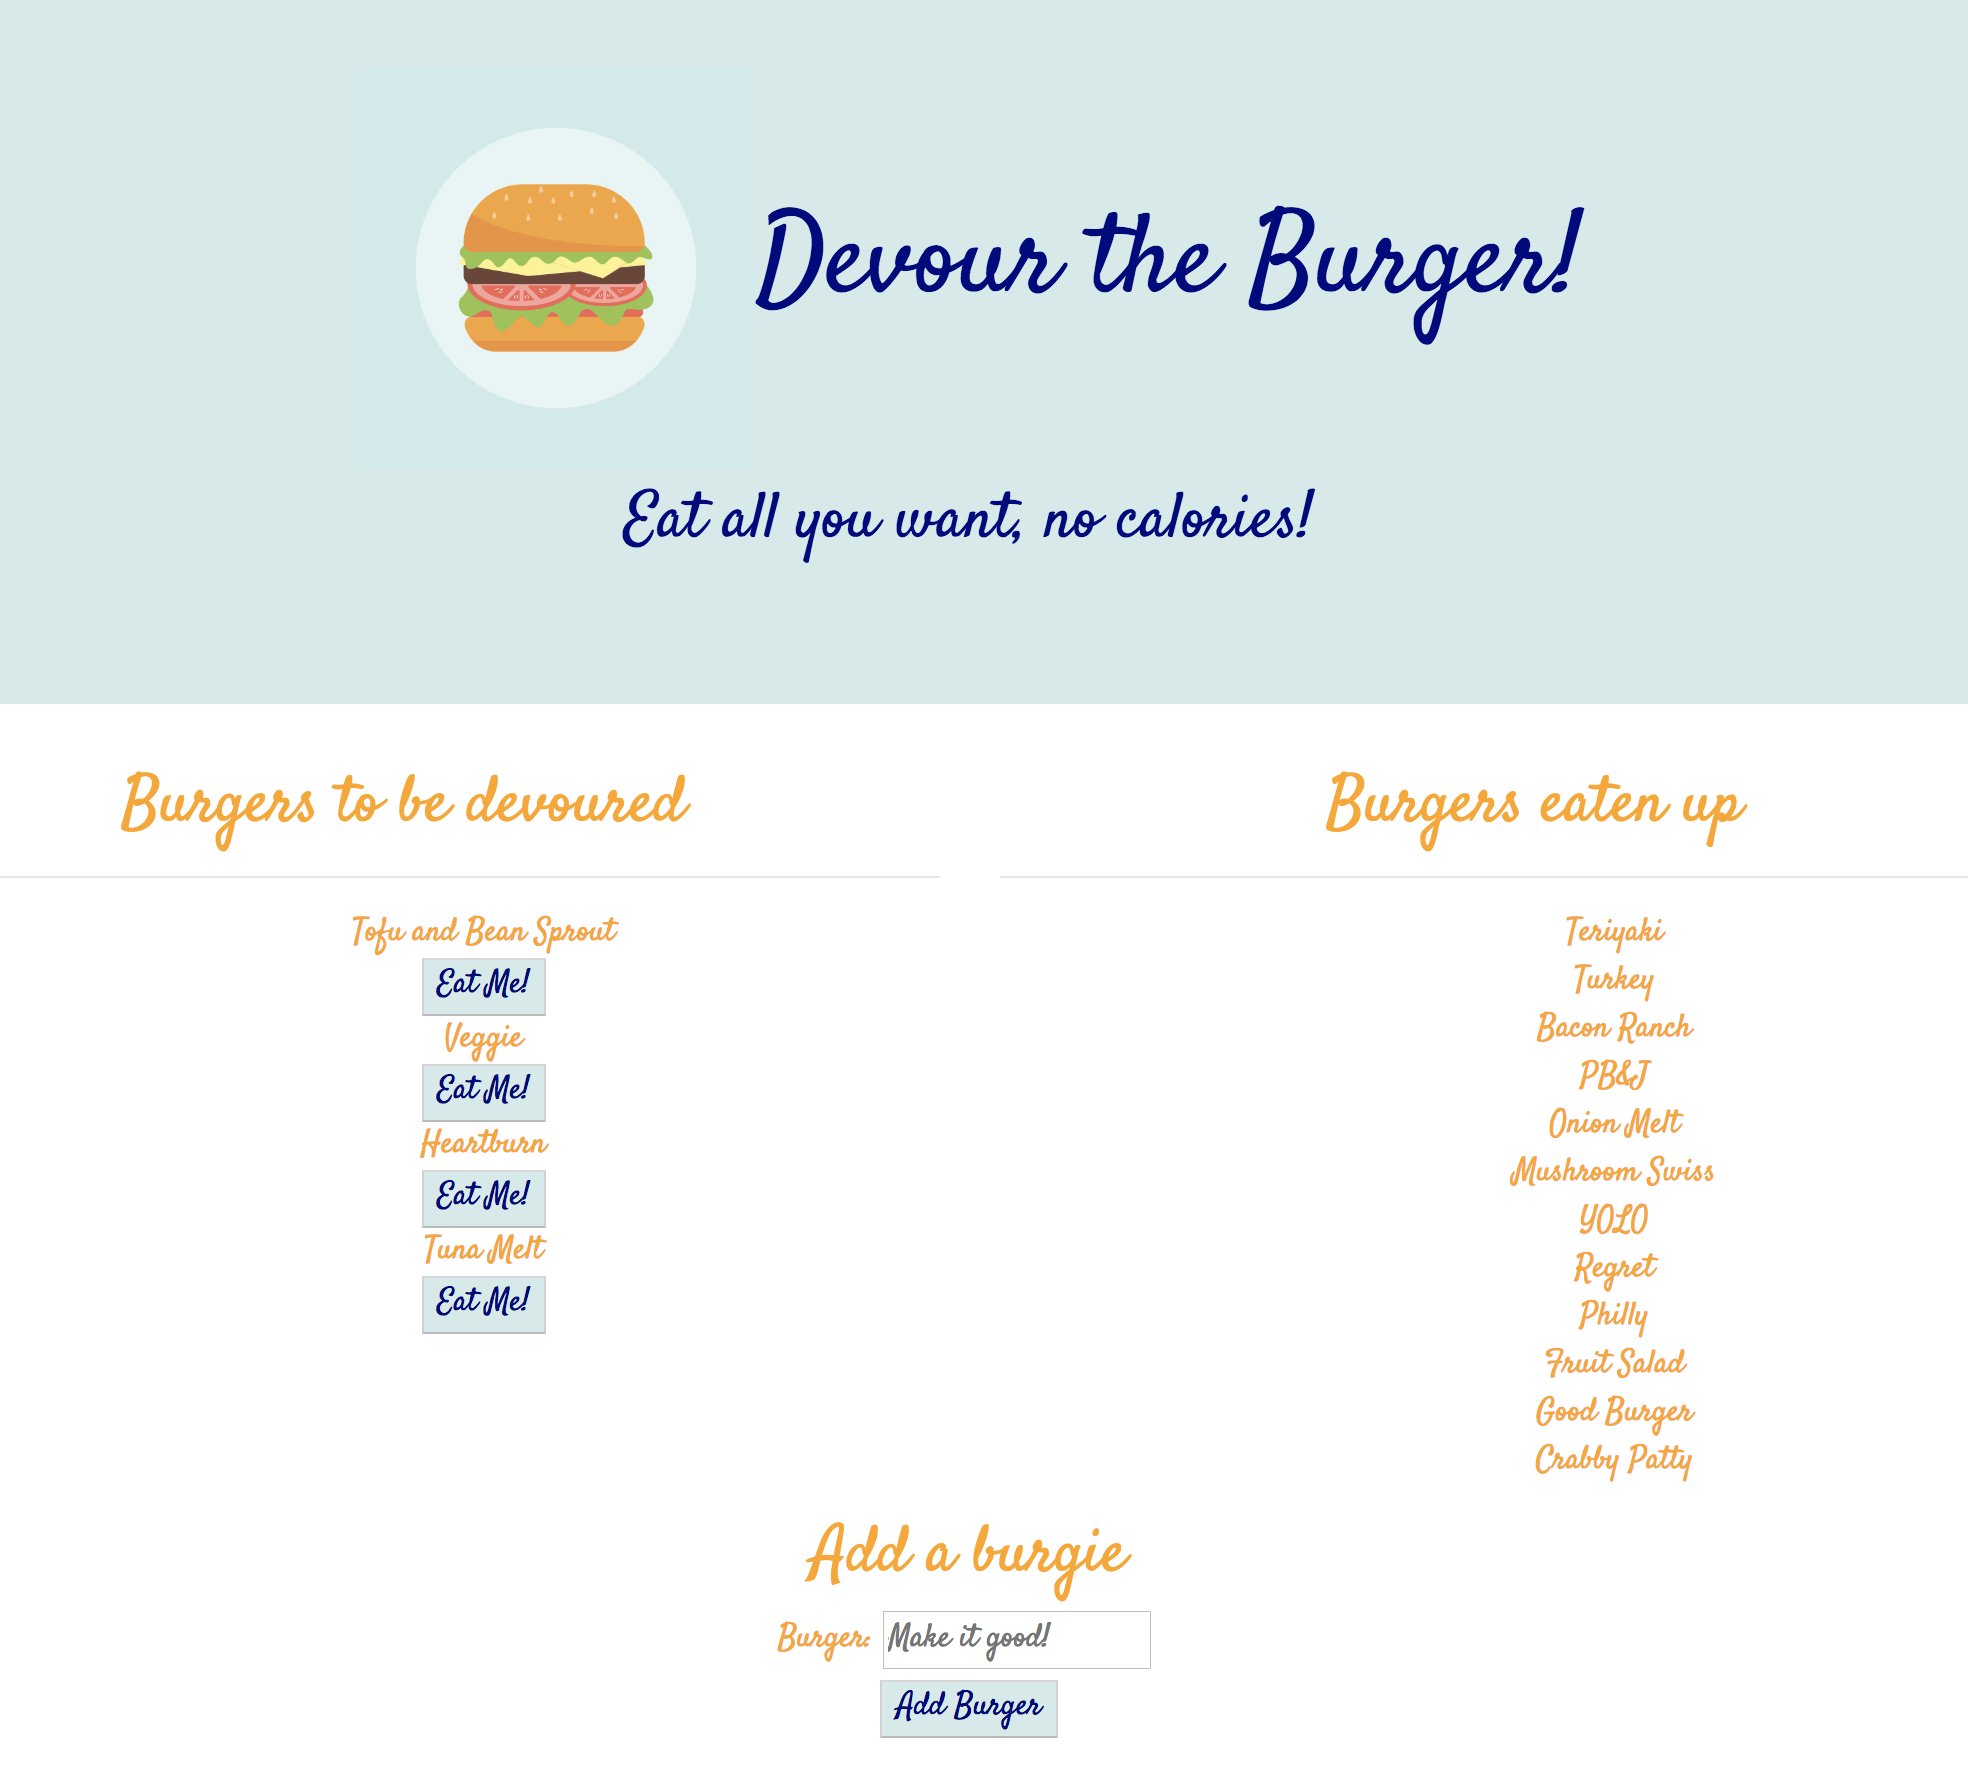 Devour the Burger!
Eat all you want, no calories!
Burgers to be devoured
Tofu and Bean Sprout
Eat Me!
Veggie
Eat Me!
Heartburn
Eat Me!
Tuna Melt
Eat Me!
Burgers eaten up
Teriyaki
Turkey
Bacon Ranch
PB&J
Onion Melt
Mushroom Swiss
YOLO
Regret
Philly
Fruit Salad
Good Burger
Crabby Patty
Add a burgie
Burger: Make it good!
Add Burger